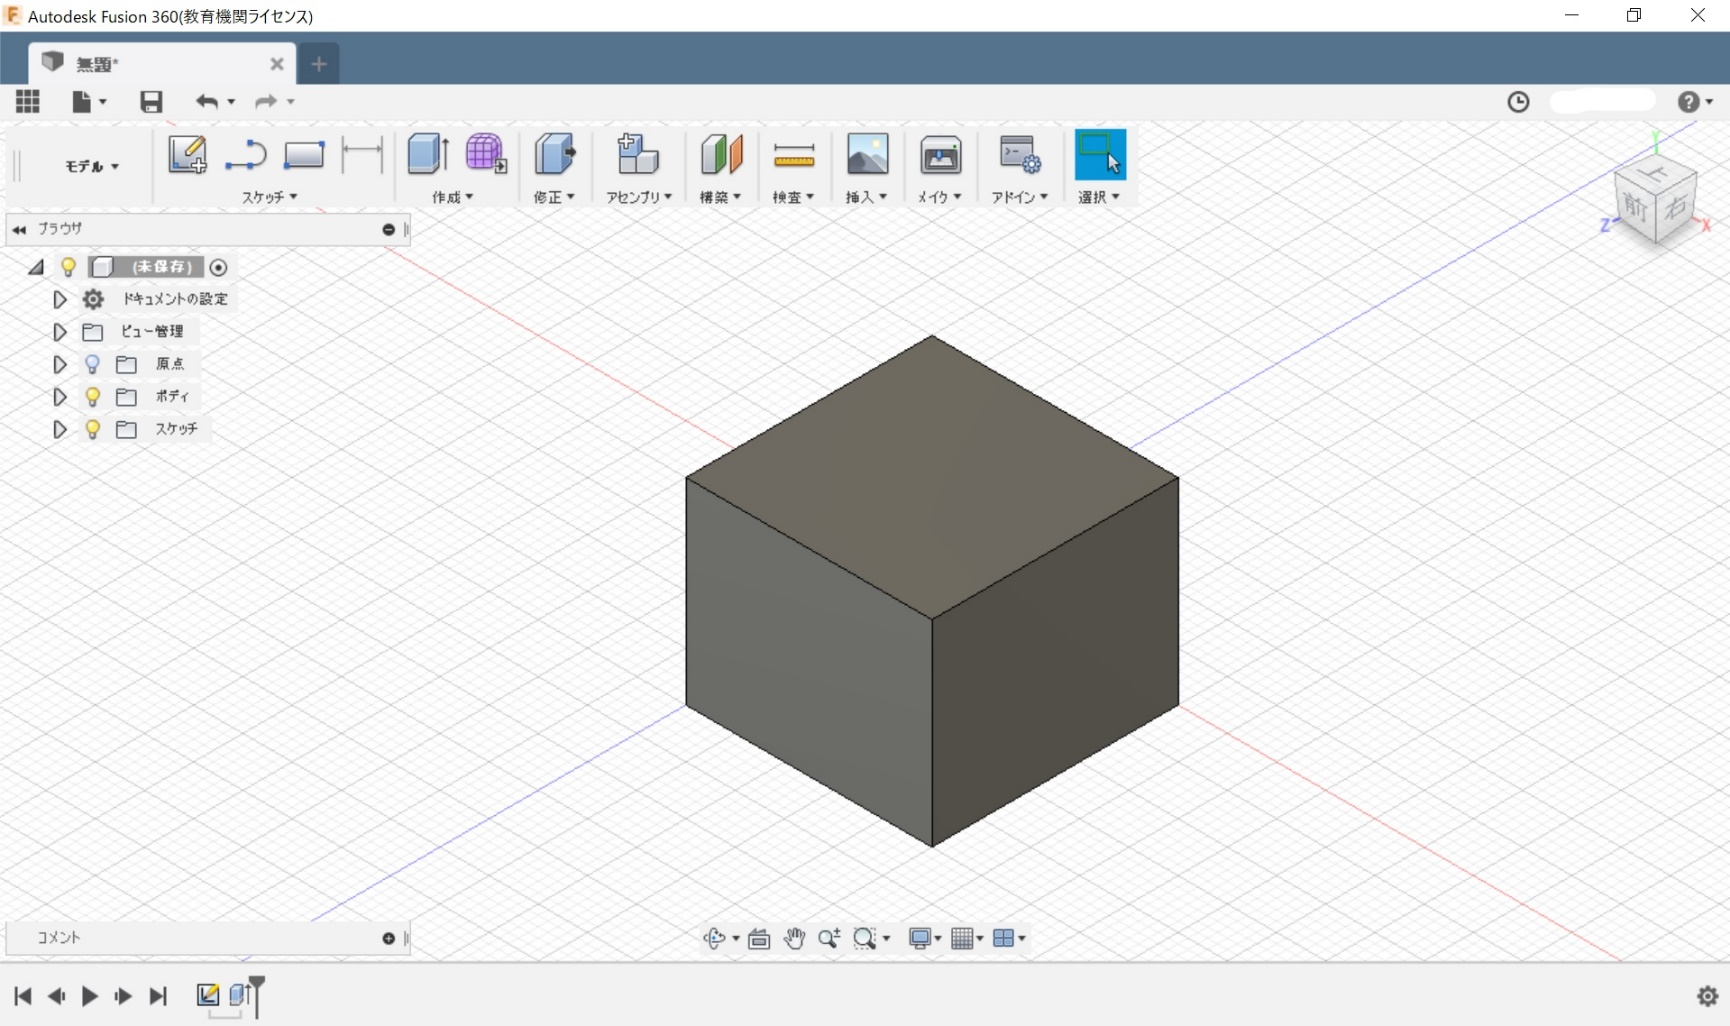 Autodesk Fusion 360(教育機関ライセンス)
無題*
モデル
スケッチ
作成
修正
アセンブリ
構築
検査
挿入
メイク
アドイン
選択
上
前
右
Y
Z
X
ブラウザ
(未保存)
ドキュメントの設定
ビュー管理
原点
ボディ
スケッチ
コメント